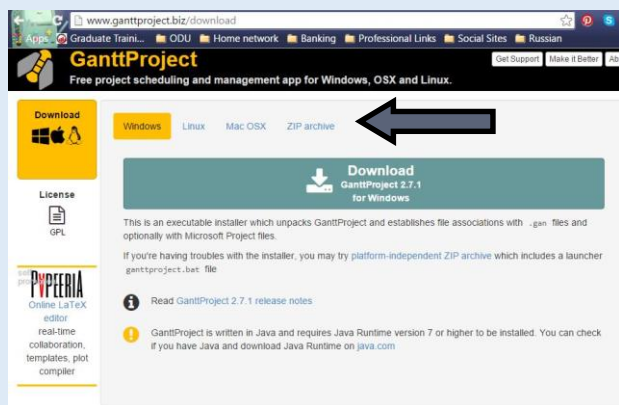 www.ganttproject.biz/download
Apps Graduate Traini... ODU Home network Banking Professional Links Social Sites Russian
GanttProject
Free project scheduling and management app for Windows, OSX and Linux.
Get Support Make it Better
Download
License
GPL
PAPEERIA
Online LaTeX
editor
real-time
collaboration,
templates, plot
compiler
Windows Linux Mac OSX ZIP archive
Download
GanttProject 2.7.1
for Windows
This is an executable installer which unpacks GanttProject and establishes file associations with .gan files and
optionally with Microsoft Project files.
If you're having troubles with the installer, you may try platform-independent ZIP archive which includes a launcher
ganttproject.bat file
Read GanttProject 2.7.1 release notes
GanttProject is written in Java and requires Java Runtime version 7 or higher to be installed. You can check
if you have Java and download Java Runtime on java.com